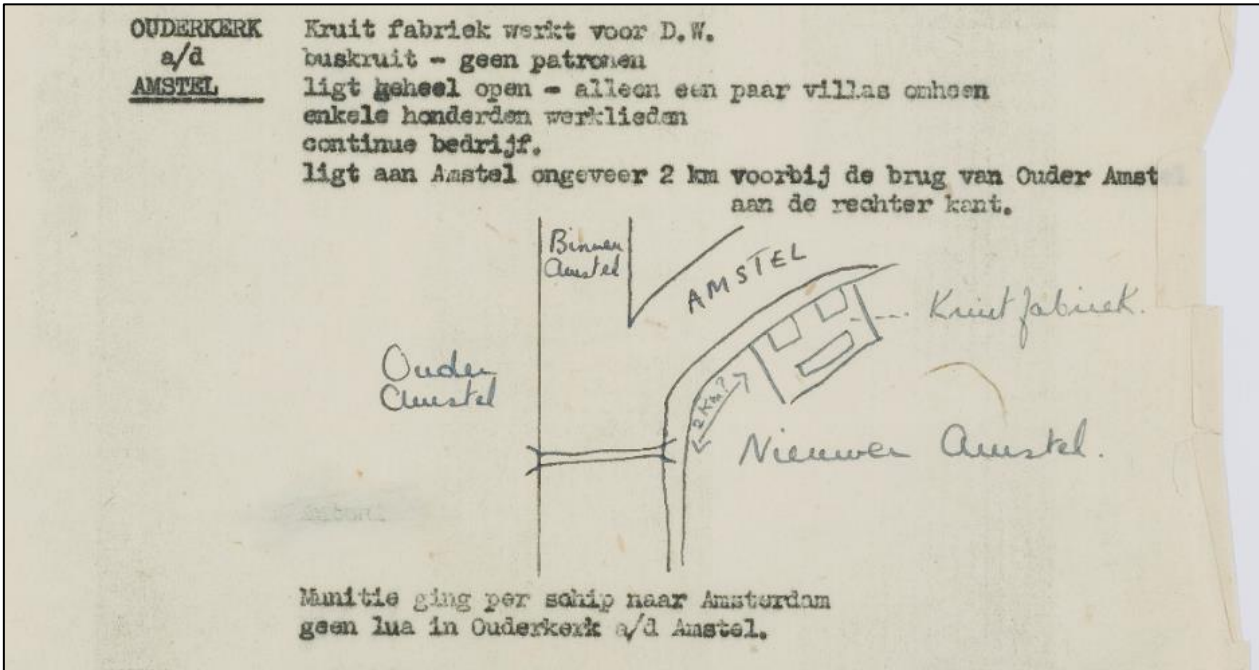 OUDERKERK
a/d
AMSTEL
Kruit fabriek werkt voor D.W.
buskruit - geen patronen
ligt geheel open - alleen een paar villas omheen
enkele honderden werklieden
continue bedrijf.
ligt aan Amstel ongeveer 2 km voorbij de brug van Ouder Amstel
aan de rechter kant.
Binnen
Amstel
AMSTEL
Kruitfabriek.
Ouder
Amstel
2 Km?
Nieuwer Amstel.
Munitie ging per schip naar Amsterdam
geen lua in Ouderkerk a/d Amstel.